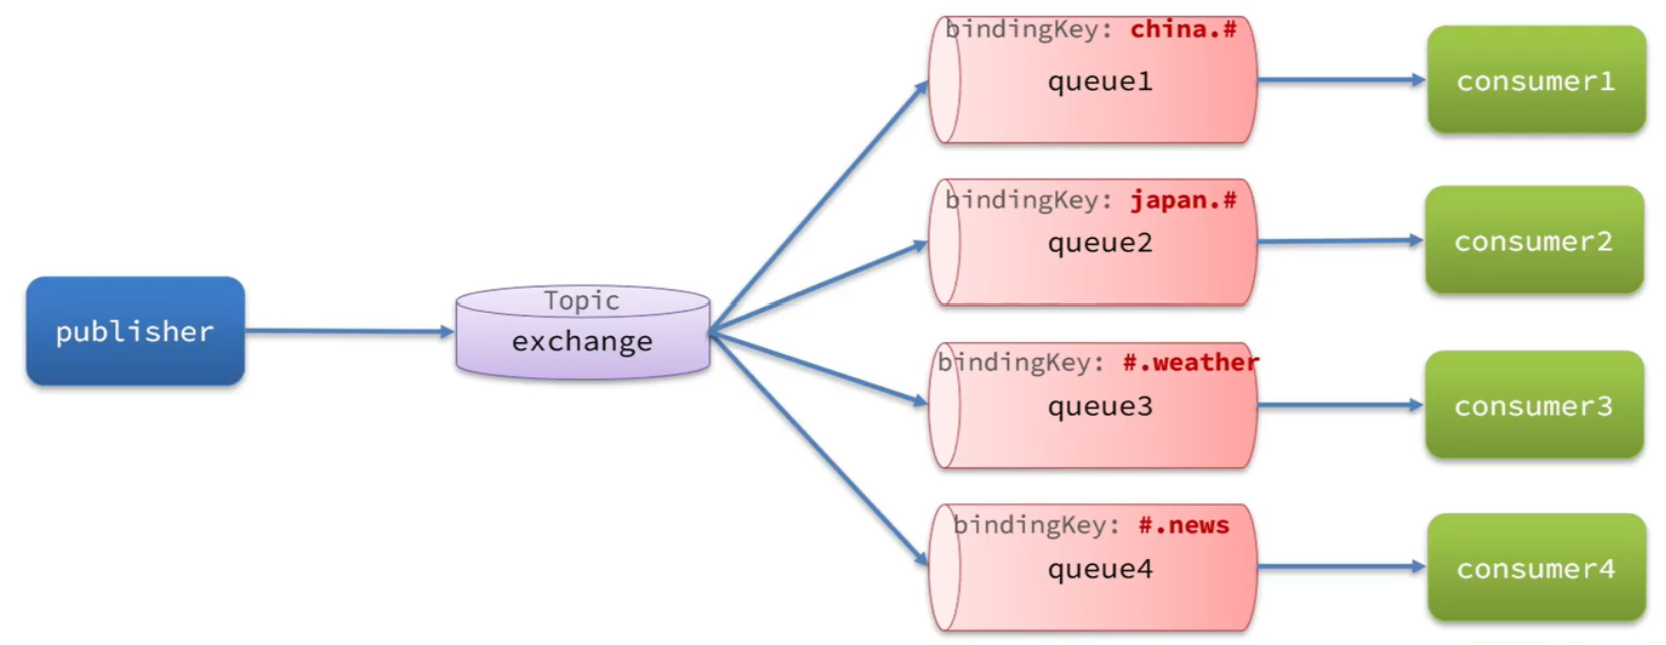 publisher
Topic
exchange
bindingKey: china.#
queue1
consumer1
bindingKey: japan.#
queue2
consumer2
bindingKey: #.weather
queue3
consumer3
bindingKey: #.news
queue4
consumer4